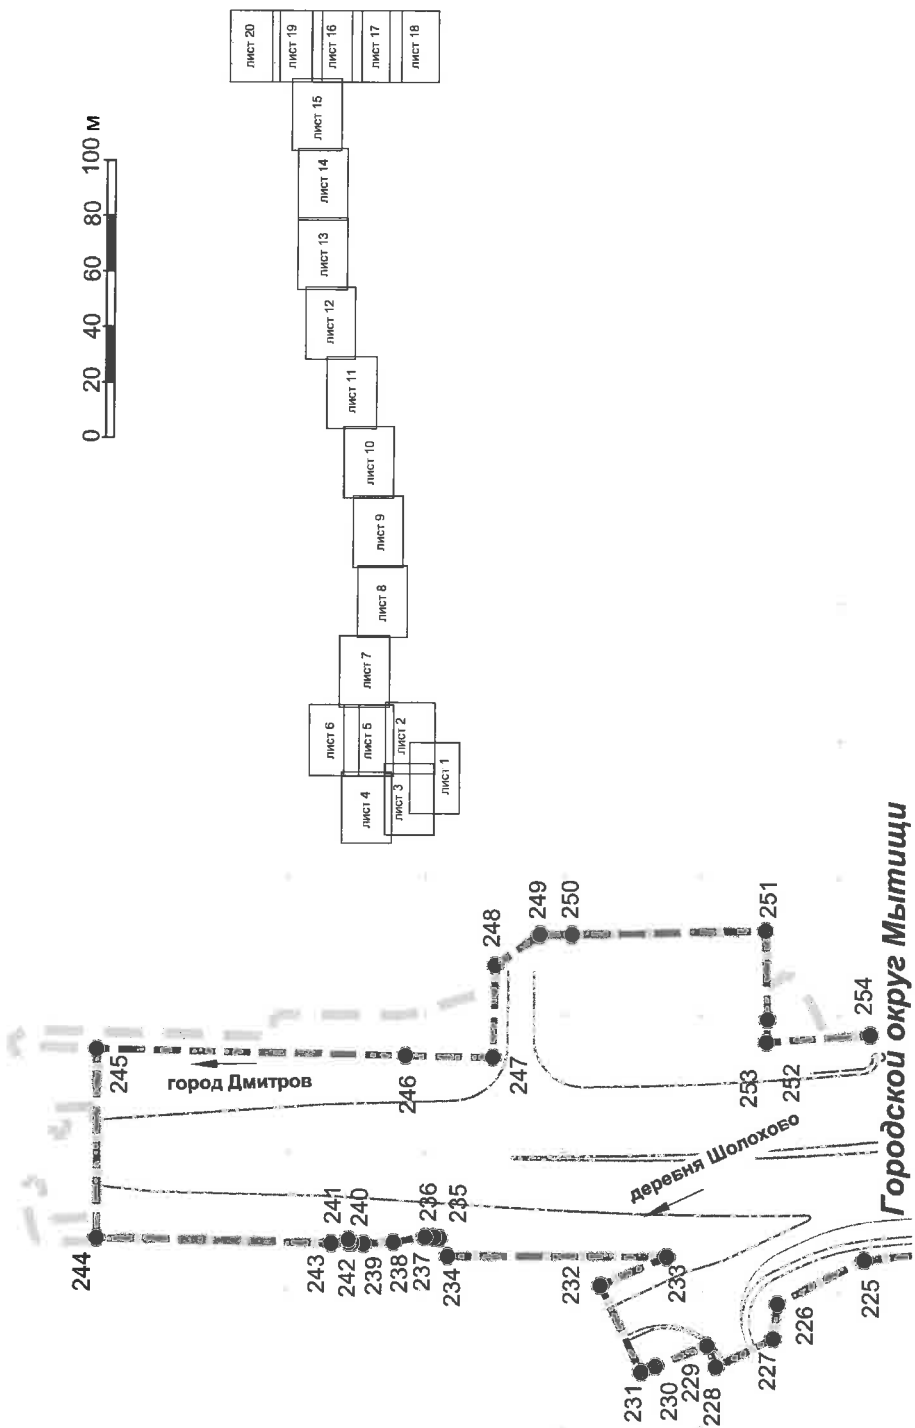 0 20 40 60 80 100 м
лист 20
лист 19
лист 16
лист 17
лист 18
лист 15
лист 14
лист 13
лист 12
лист 11
лист 10
лист 9
лист 8
лист 7
лист 6
лист 5
лист 2
лист 4
лист 3
лист 1
244
245
город Дмитров
243
241
242
240
239
238
237
236
235
234
246
247
248
249
250
251
232
233
231
230
229
228
227
226
225
253
252
254
деревня Шолохово
Городской округ Мытищи